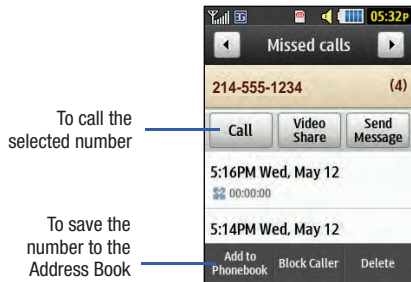 05:32P
Missed calls
214-555-1234 (4)
To call the
selected number
Call
Video
Share
Send
Message
5:16PM Wed, May 12
00:00:00
5:14PM Wed, May 12
To save the
number to the
Address Book
Add to
Phonebook
Block Caller
Delete